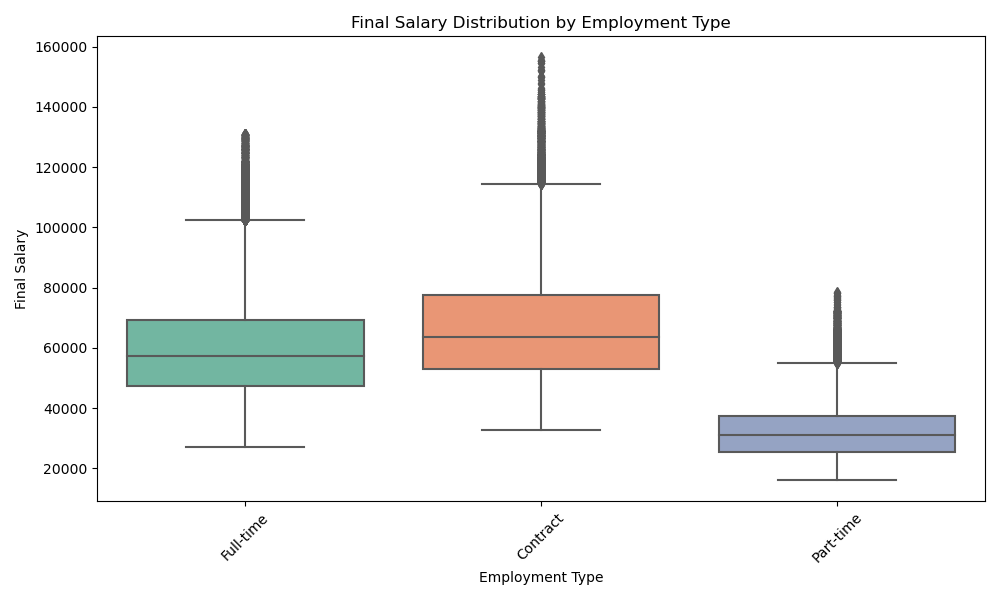 Final Salary Distribution by Employment Type
160000
140000
120000
100000
80000
60000
40000
20000
Final Salary
Full-time
Contract
Part-time
Employment Type